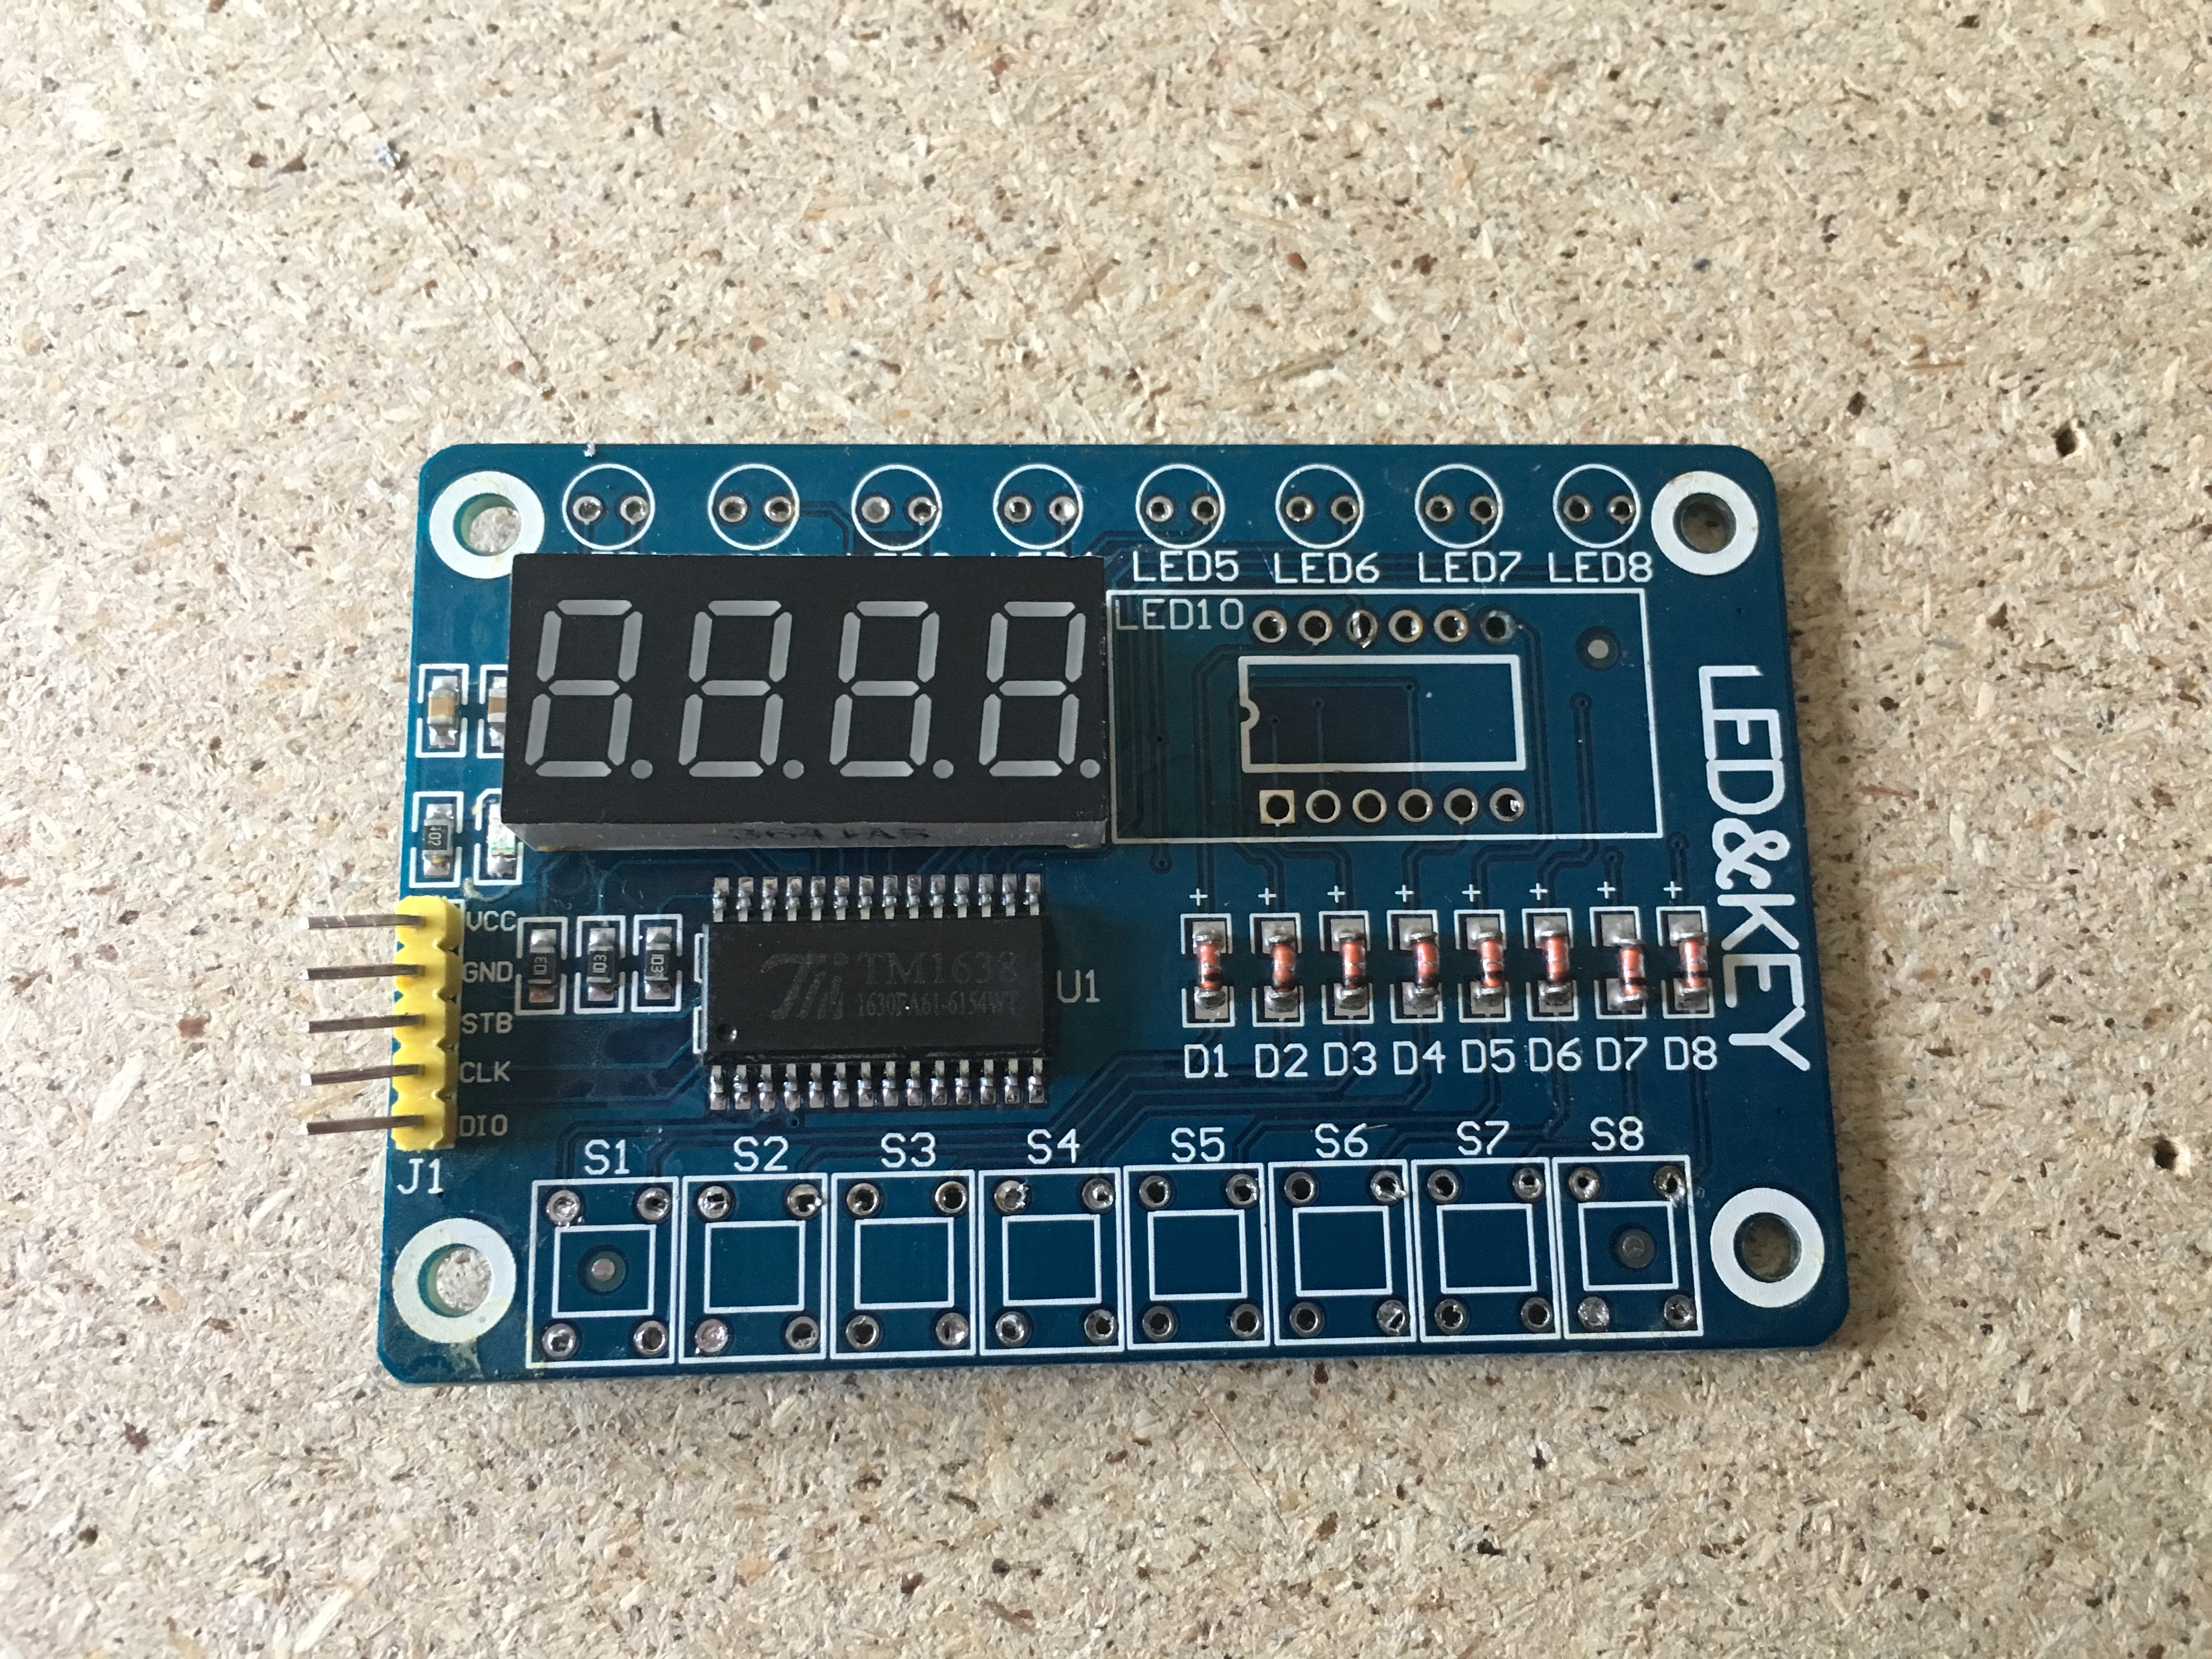 J1
DIO
CLK
STB
GND
VCC
102
103
103
103
S1
S2
S3
S4
S5
S6
S7
S8
TM
TM1638
U1
D1
D2
D3
D4
D5
D6
D7
D8
+
+
+
+
+
+
+
+
LED10
LED5
LED6
LED7
LED8
LED&KEY